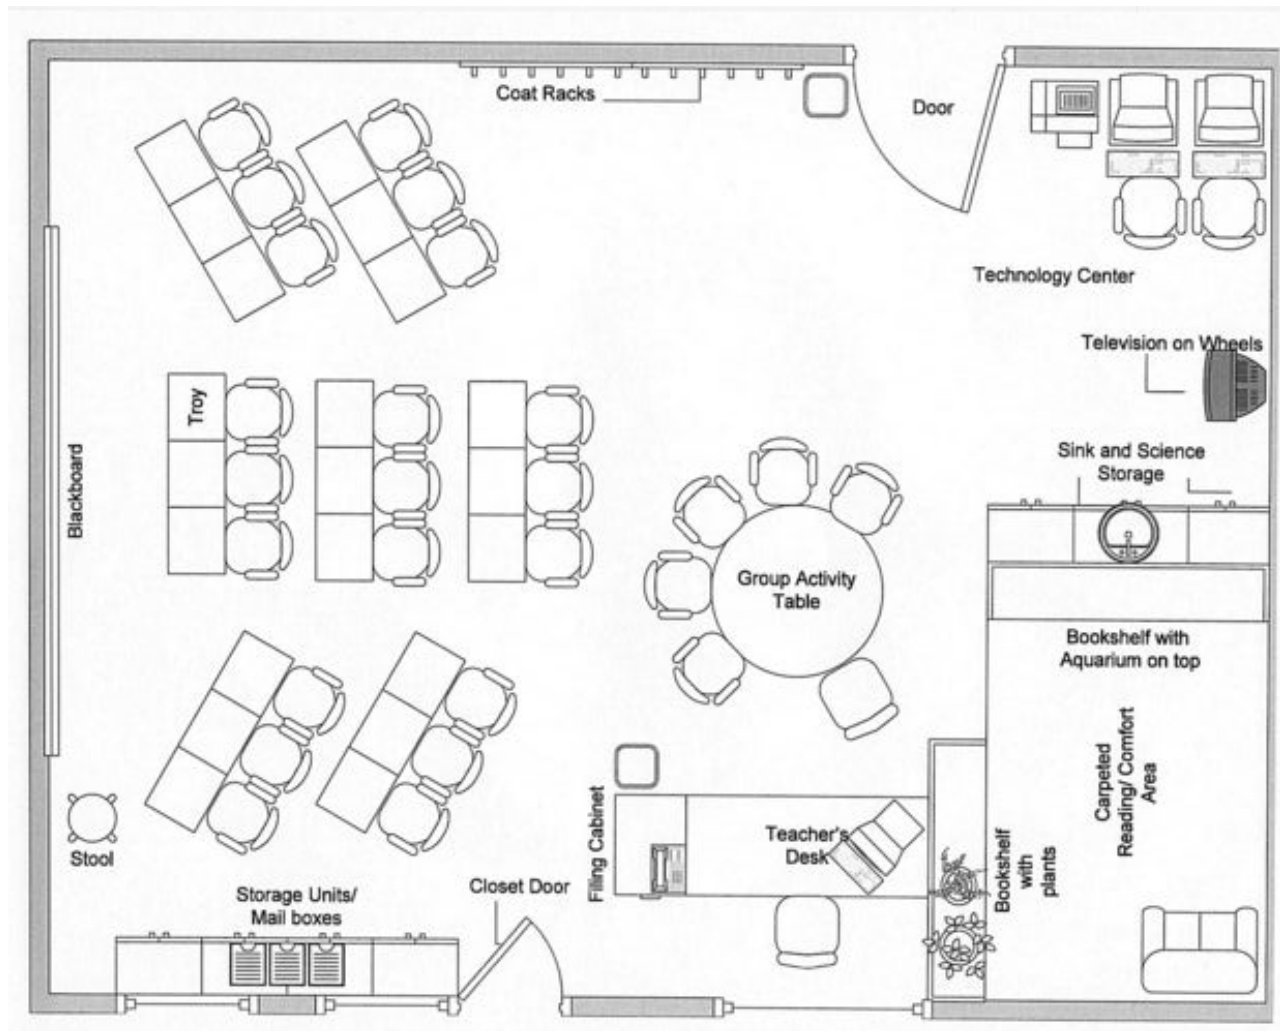 Coat Racks
Door
Technology Center
Television on Wheels
Troy
Blackboard
Sink and Science
Storage
Group Activity
Table
Bookshelf with
Aquarium on top
Carpeted
Reading/ Comfort
Area
Stool
Filing Cabinet
Teacher's
Desk
Bookshelf
with
plants
Storage Units/
Mail boxes
Closet Door